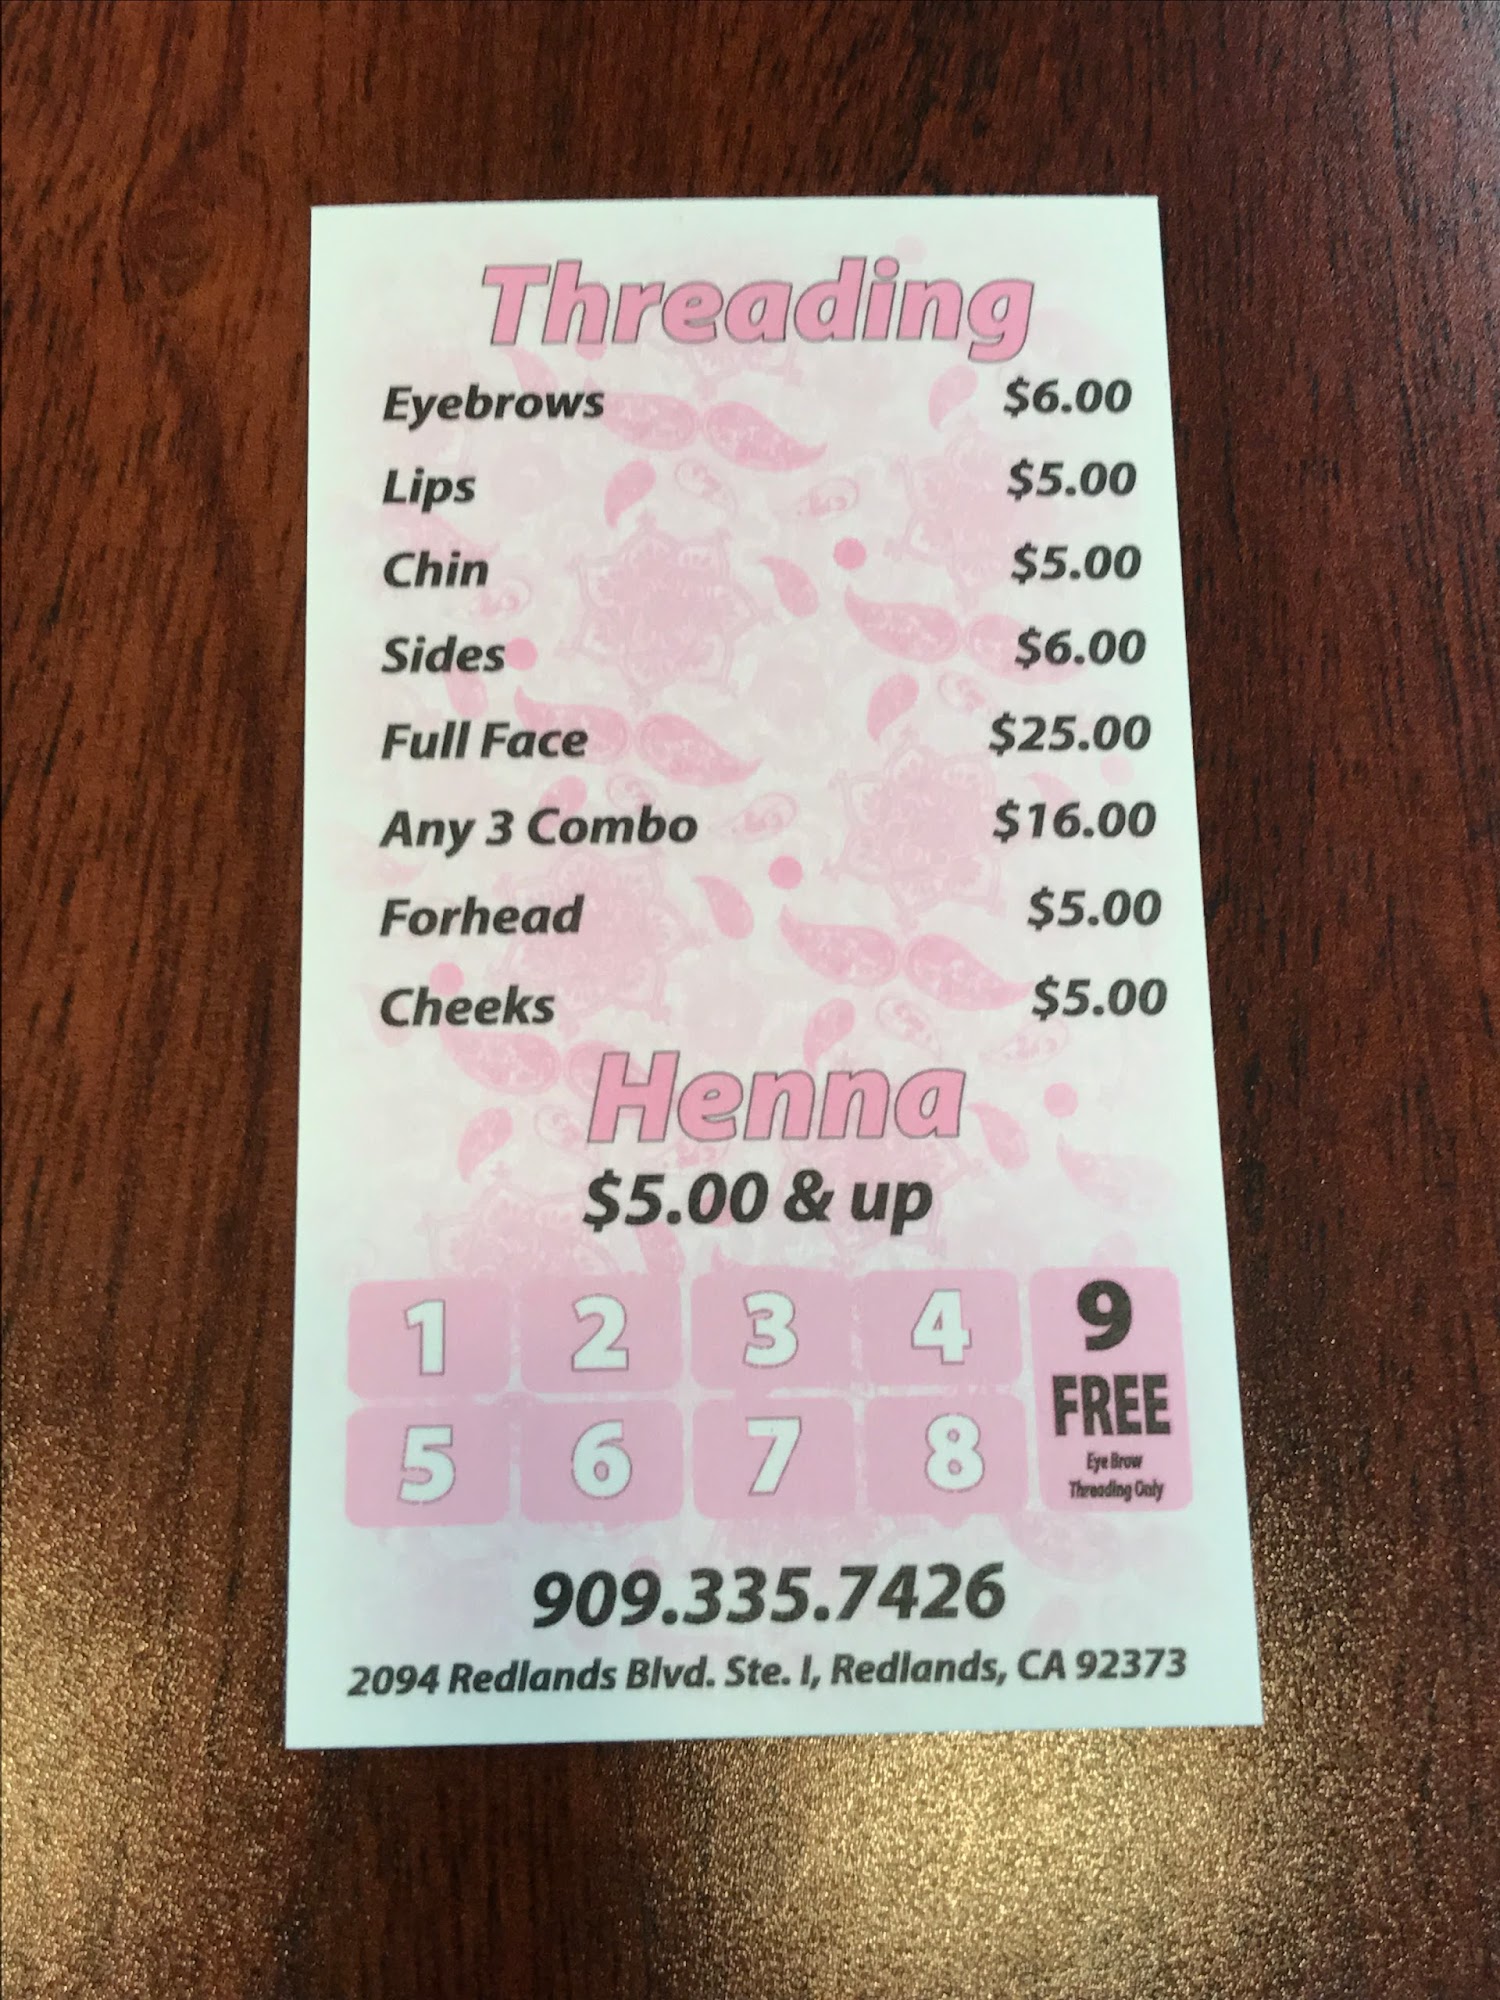 Threading
Eyebrows $6.00
Lips $5.00
Chin $5.00
Sides $6.00
Full Face $25.00
Any 3 Combo $16.00
Forhead $5.00
Cheeks $5.00
Henna
$5.00 & up
1 2 3 4
5 6 7 8
9
FREE
Eye Brow
Threading Only
909.335.7426
2094 Redlands Blvd. Ste. I, Redlands, CA 92373